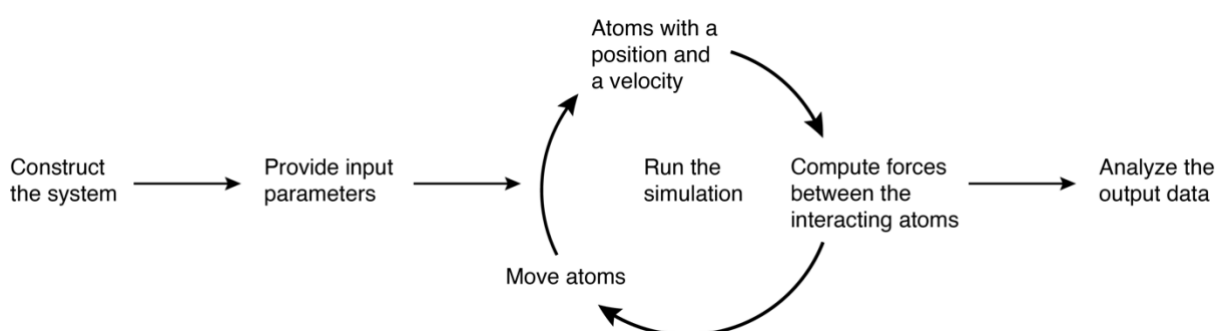 Construct
the system
Provide input
parameters
Atoms with a
position and
a velocity
Run the
simulation
Compute forces
between the
interacting atoms
Move atoms
Analyze the
output data